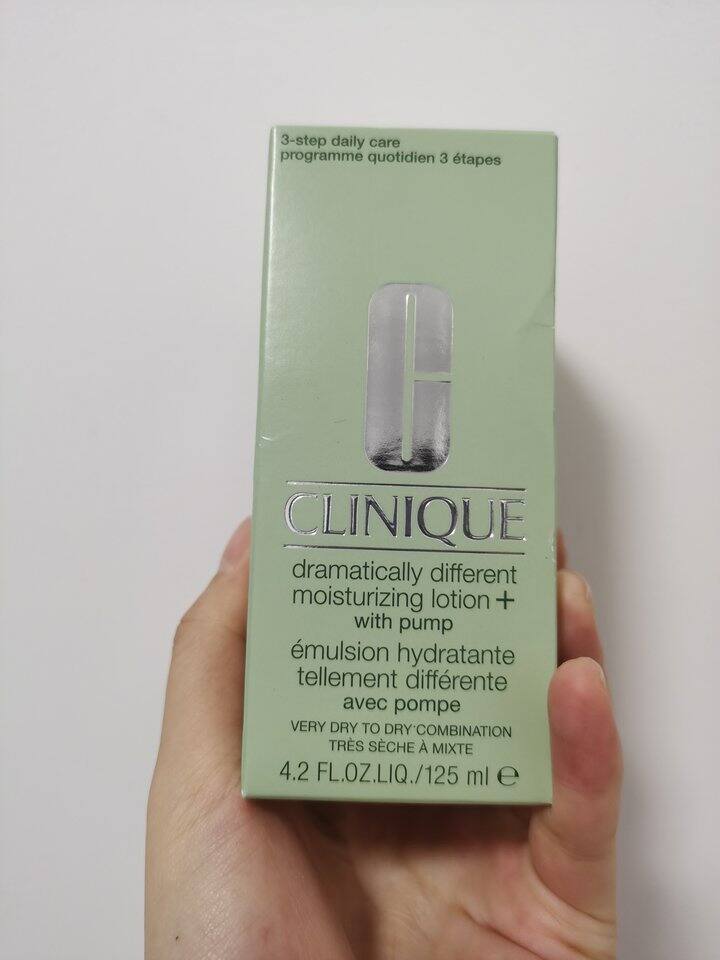 3-step daily care
programme quotidien 3 étapes
CLINIQUE
dramatically different
moisturizing lotion +
with pump
émulsion hydratante
tellement différente
avec pompe
VERY DRY TO DRY COMBINATION
TRÈS SÈCHE À MIXTE
4.2 FL.OZ.LIQ./125 ml ℮